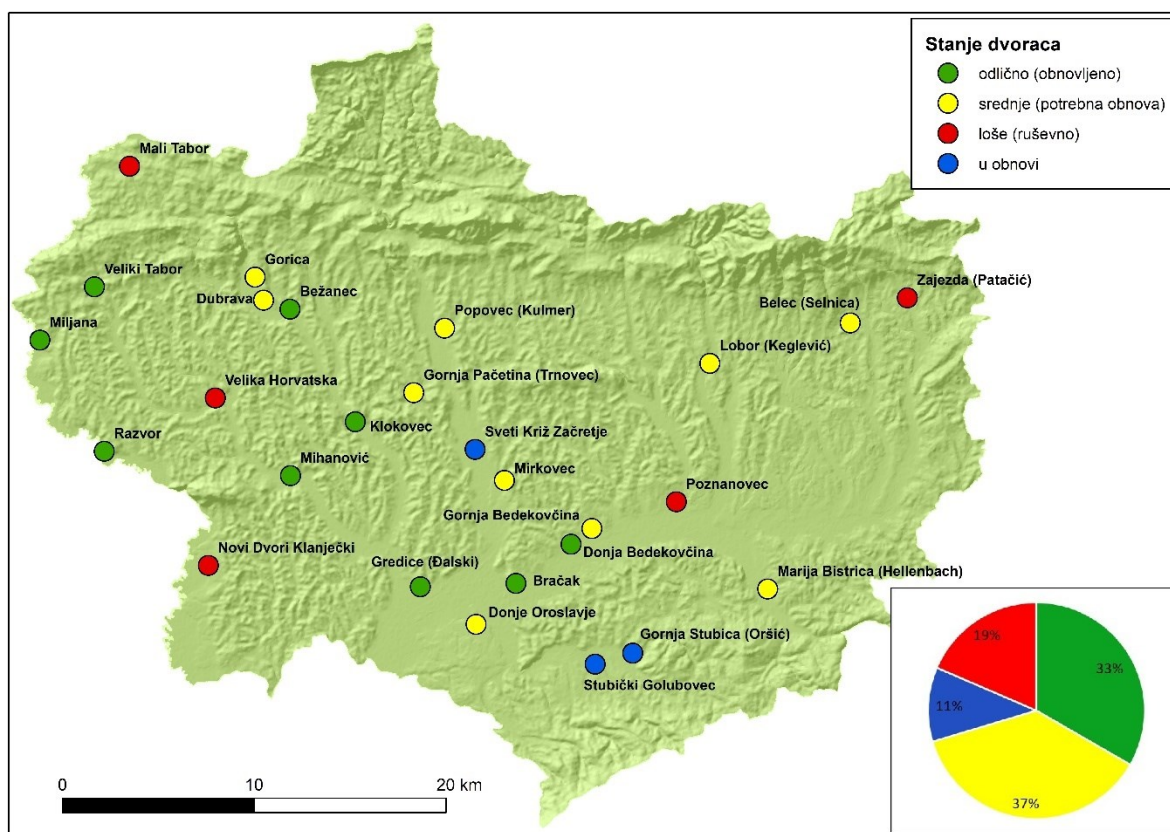 Stanje dvoraca
odlično (obnovljeno)
srednje (potrebna obnova)
loše (ruševno)
u obnovi
Mali Tabor
Gorica
Veliki Tabor
Zajezda (Patačić)
Dubrava
Bežanec
Belec (Selnica)
Popovec (Kulmer)
Miljana
Lobor (Keglević)
Gornja Pačetina (Trnovec)
Velika Horvatska
Klokovec
Razvor
Sveti Križ Začretje
Mihanović
Mirkovec
Poznanovec
Gornja Bedekovčina
Novi Dvori Klanječki
Donja Bedekovčina
Gredice (Đalski)
Marija Bistrica (Hellenbach)
Bračak
Donje Oroslavje
Gornja Stubica (Oršić)
Stubički Golubovec
19%
33%
11%
37%
0
10
20 km